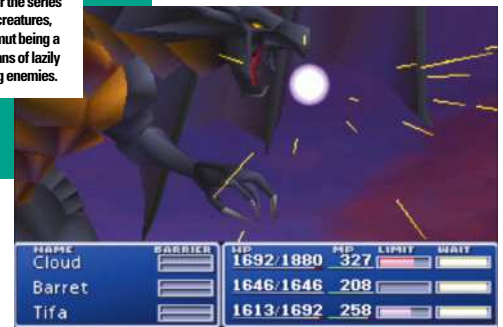 r the series
creatures,
mut being a
ans of lazily
g enemies.
NAME BARRIER HP MP LIMIT WAIT
Cloud 1692/1880 327
Barret 1646/1646 208
Tifa 1613/1692 258